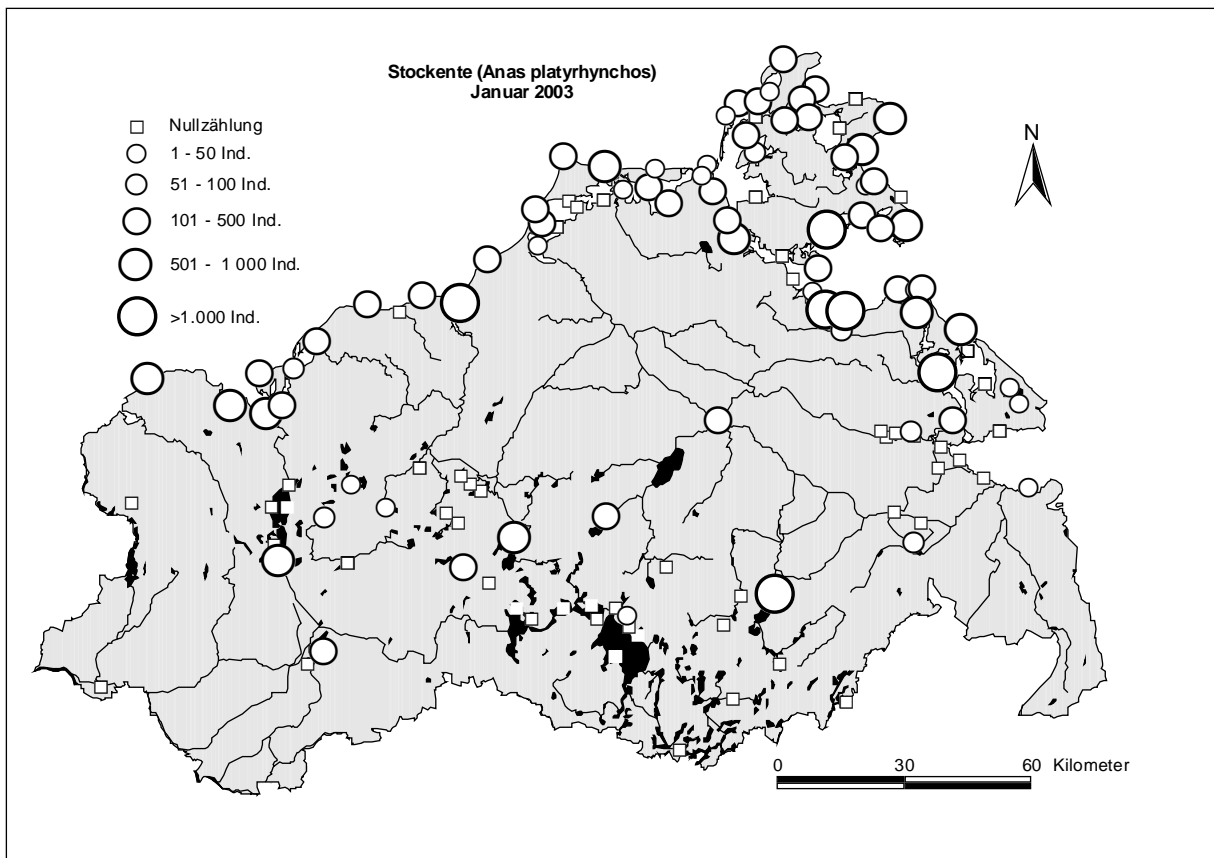 Stockente (Anas platyrhynchos)
Januar 2003
Nullzählung
1 - 50 Ind.
51 - 100 Ind.
101 - 500 Ind.
501 - 1 000 Ind.
>1.000 Ind.
N
0 30 60 Kilometer